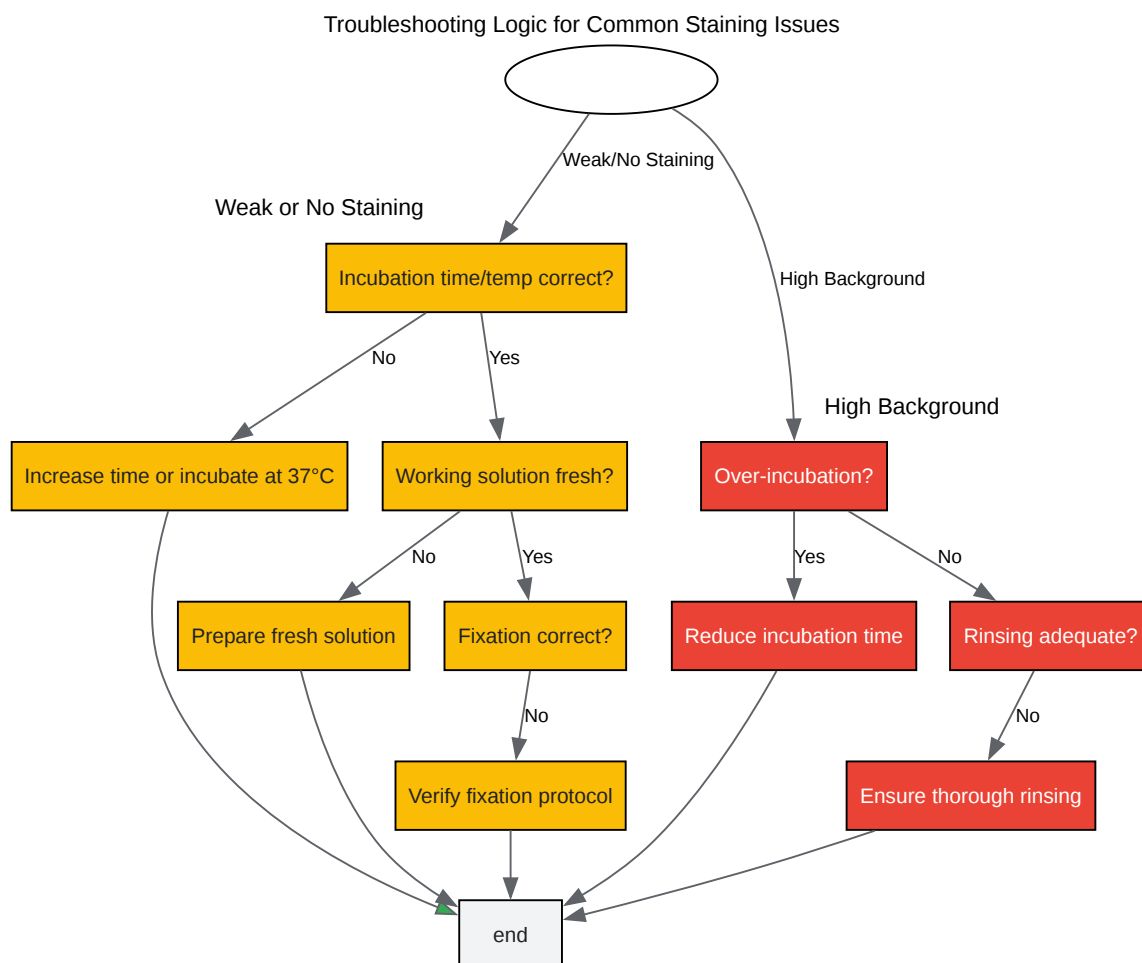 Troubleshooting Logic for Common Staining Issues
Weak/No Staining
Weak or No Staining
Incubation time/temp correct?
High Background
No
Yes
High Background
Increase time or incubate at 37°C
Working solution fresh?
Over-incubation?
No
Yes
Yes
No
Prepare fresh solution
Fixation correct?
Reduce incubation time
Rinsing adequate?
No
No
Verify fixation protocol
Ensure thorough rinsing
end